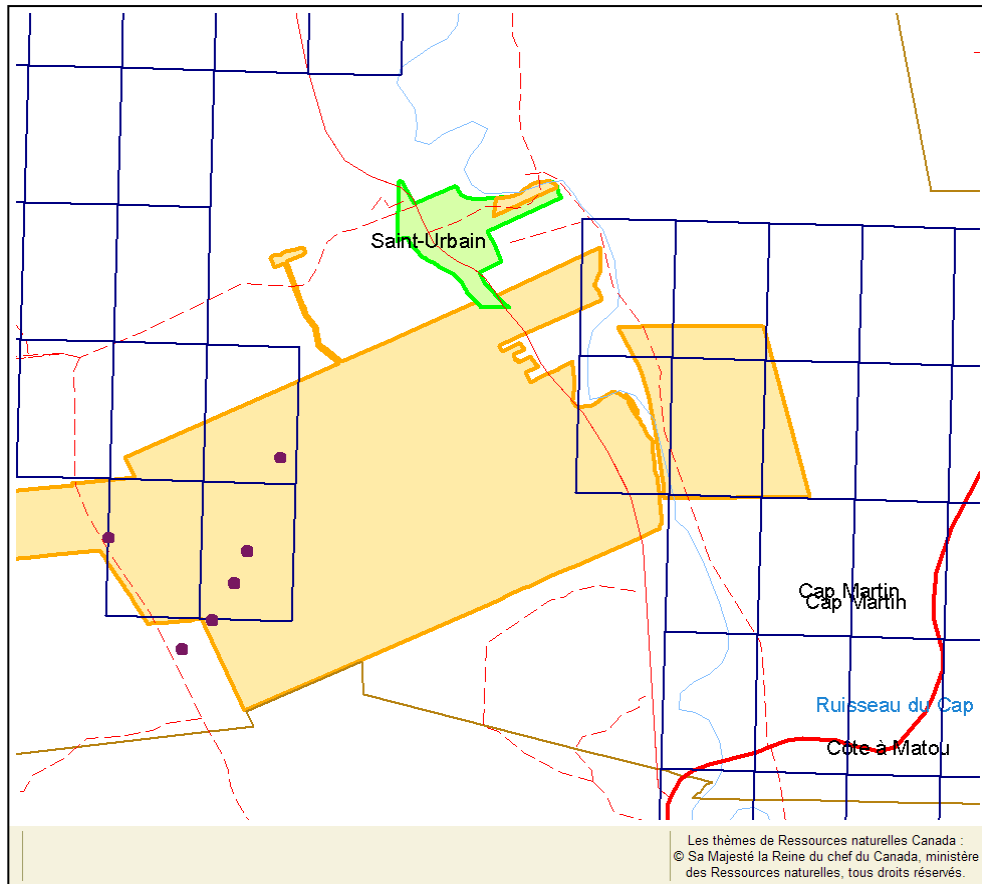 Saint-Urbain
Cap Martin
Cap Martin
Ruisseau du Cap
Côte à Matou
Les thèmes de Ressources naturelles Canada :
© Sa Majesté la Reine du chef du Canada, ministère
des Ressources naturelles, tous droits réservés.